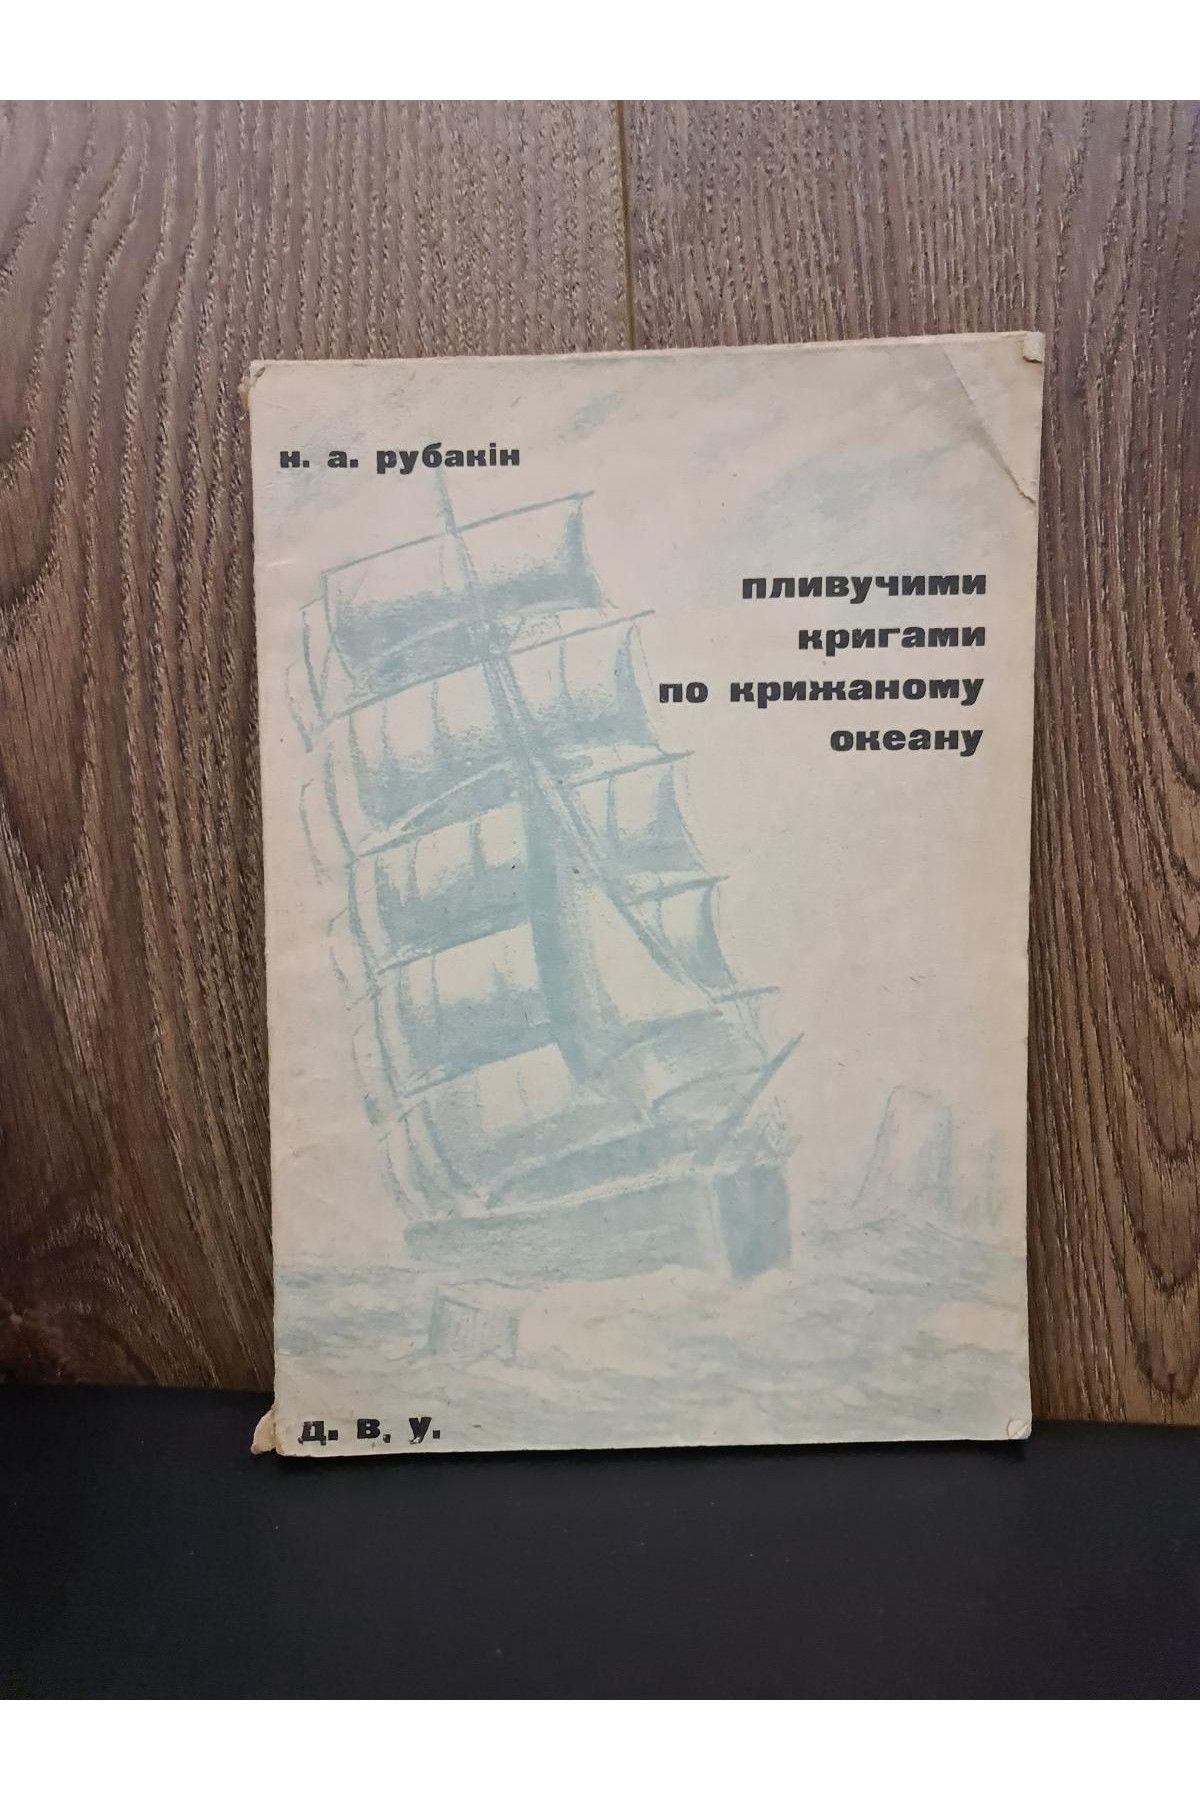 н. а. рубакін
пливучими
кригами
по крижаному
океану
д. в. у.